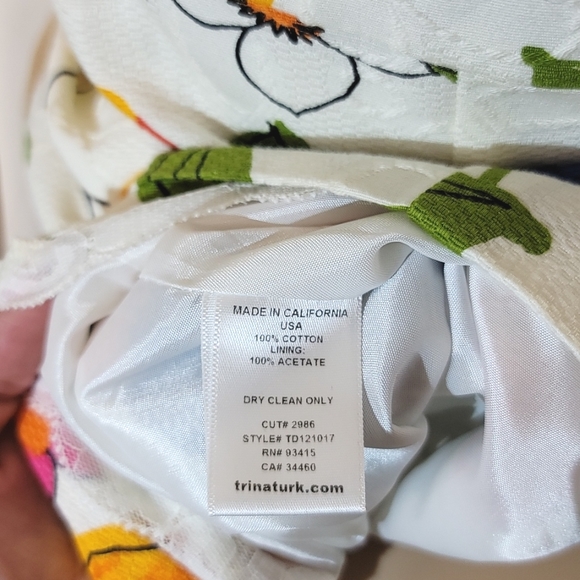 MADE IN CALIFORNIA
USA
100% COTTON
LINING:
100% ACETATE
DRY CLEAN ONLY
CUT# 2986
STYLE# TD121017
RN# 93415
CA# 34460
trinaturk.com